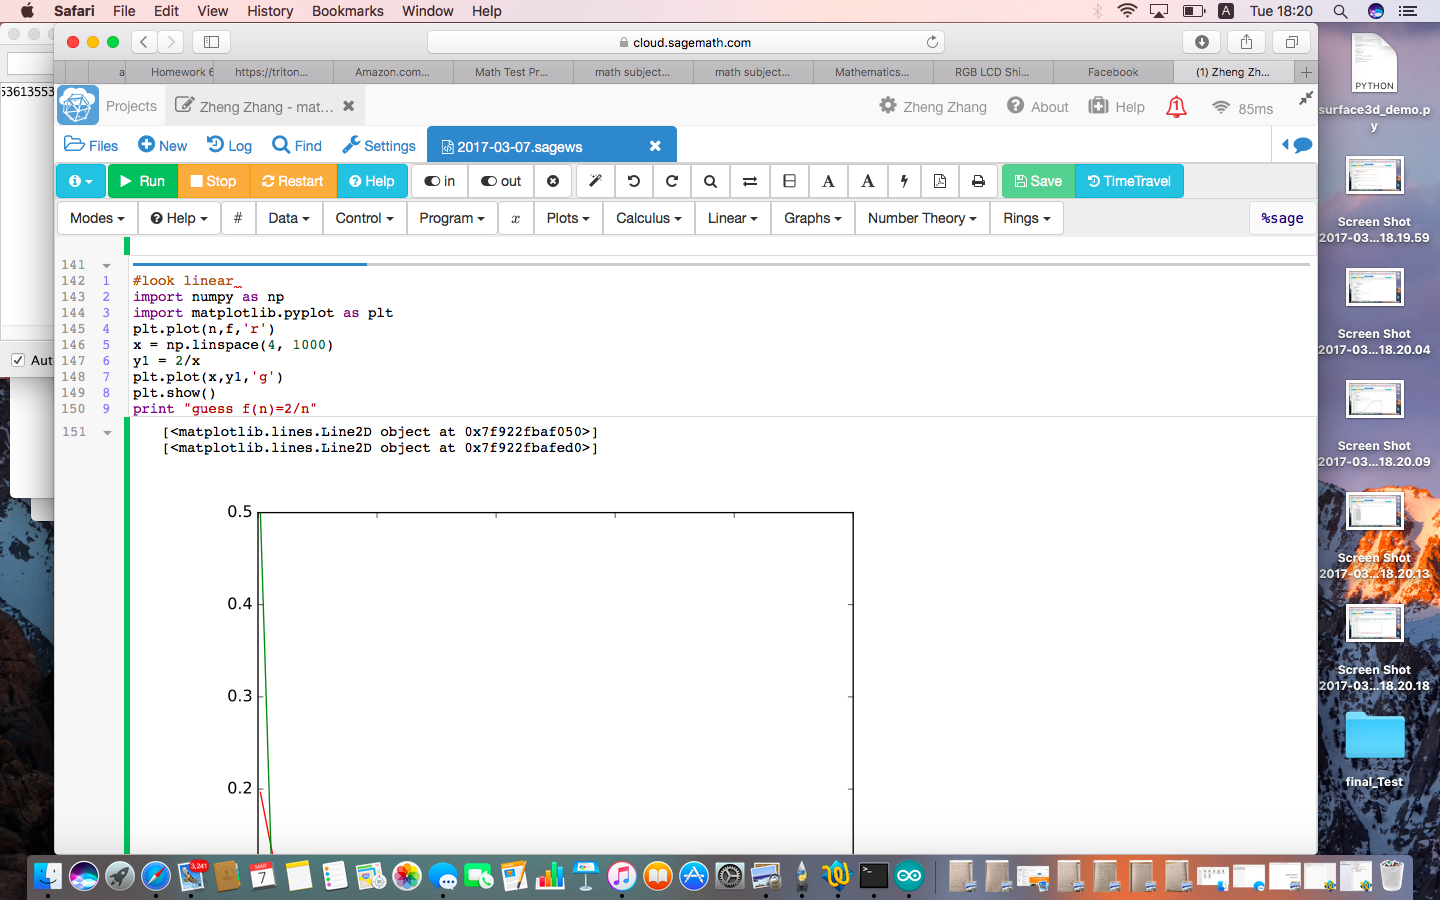 Safari File Edit View History Bookmarks Window Help A Tue 18:20
cloud.sagemath.com
a Homework 6 https://triton... Amazon.com... Math Test Pr... math subject... math subject... Mathematics... RGB LCD Shi... Facebook (1) Zheng Zh...
53613553
Projects Zheng Zhang - mat... Zheng Zhang About Help 1 85ms
Files New Log Find Settings 2017-03-07.sagews
Run Stop Restart Help in out A A Save TimeTravel
Modes Help # Data Control Program x Plots Calculus Linear Graphs Number Theory Rings %sage
141
142 1 #look linear
143 2 import numpy as np
144 3 import matplotlib.pyplot as plt
145 4 plt.plot(n,f,'r')
146 5 x = np.linspace(4, 1000)
147 6 y1 = 2/x
148 7 plt.plot(x,y1,'g')
149 8 plt.show()
150 9 print "guess f(n)=2/n"
Aut
151 [<matplotlib.lines.Line2D object at 0x7f922fbaf050>]
[<matplotlib.lines.Line2D object at 0x7f922fbafed0>]
0.5
0.4
0.3
0.2
PYTHON
surface3d_demo.p
y
Screen Shot
2017-03...18.19.59
Screen Shot
2017-03...18.20.04
Screen Shot
2017-03...18.20.09
Screen Shot
2017-03...18.20.13
Screen Shot
2017-03...18.20.18
final_Test
3,241
MAR
7